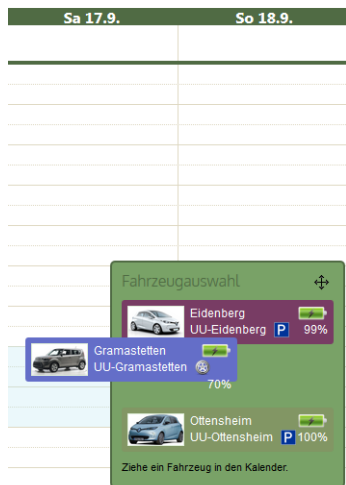 Sa 17.9. So 18.9.
Fahrzeugauswahl
Eidenberg
UU-Eidenberg P 99%
Gramastetten
UU-Gramastetten
70%
Ottensheim
UU-Ottensheim P 100%
Ziehe ein Fahrzeug in den Kalender.